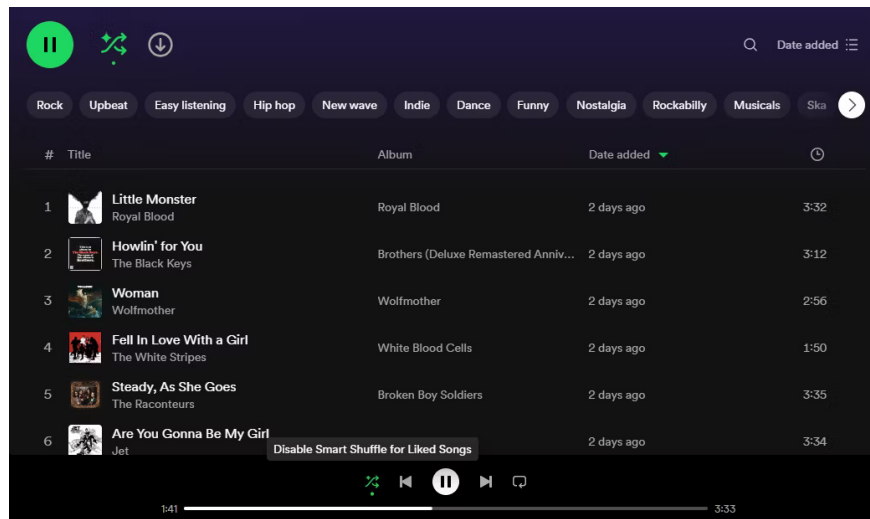 Date added
Rock Upbeat Easy listening Hip hop New wave Indie Dance Funny Nostalgia Rockabilly Musicals Ska
# Title Album Date added
1 Little Monster Royal Blood 2 days ago 3:32
Royal Blood
2 Howlin' for You Brothers (Deluxe Remastered Anniv... 2 days ago 3:12
The Black Keys
3 Woman Wolfmother 2 days ago 2:56
Wolfmother
4 Fell In Love With a Girl White Blood Cells 2 days ago 1:50
The White Stripes
5 Steady, As She Goes Broken Boy Soldiers 2 days ago 3:35
The Raconteurs
6 Are You Gonna Be My Girl 2 days ago 3:34
Jet
Disable Smart Shuffle for Liked Songs
1:41 3:33